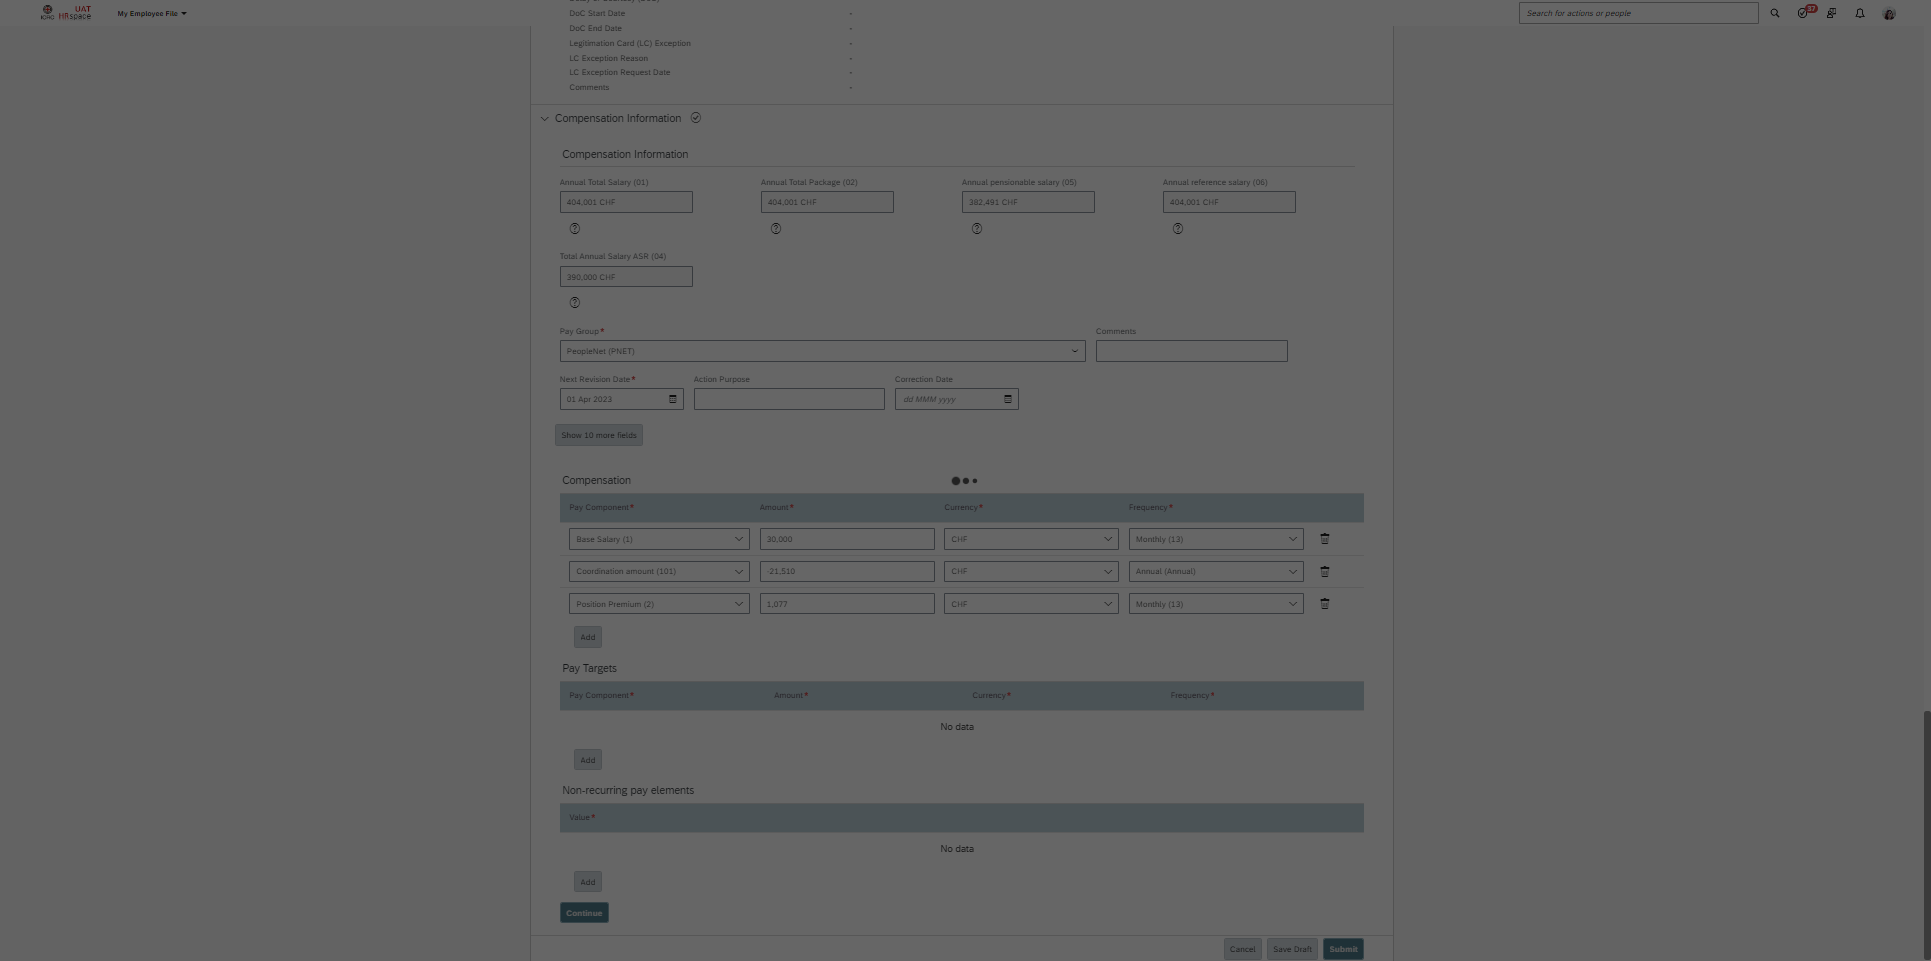 UAT
ICRC HRspace
My Employee File
Search for actions or people
37
DoC Start Date -
DoC End Date -
Legitimation Card (LC) Exception -
LC Exception Reason -
LC Exception Request Date -
Comments -
Compensation Information
Compensation Information
Annual Total Salary (01) Annual Total Package (02) Annual pensionable salary (05) Annual reference salary (06)
404,001 CHF 404,001 CHF 382,491 CHF 404,001 CHF
Total Annual Salary ASR (04)
390,000 CHF
Pay Group* Comments
PeopleNet (PNET)
Next Revision Date* Action Purpose Correction Date
01 Apr 2023 dd MMM yyyy
Show 10 more fields
Compensation
Pay Component* Amount* Currency* Frequency*
Base Salary (1) 30,000 CHF Monthly (13)
Coordination amount (101) -21,510 CHF Annual (Annual)
Position Premium (2) 1,077 CHF Monthly (13)
Add
Pay Targets
Pay Component* Amount* Currency* Frequency*
No data
Add
Non-recurring pay elements
Value*
No data
Add
Continue
Cancel Save Draft Submit